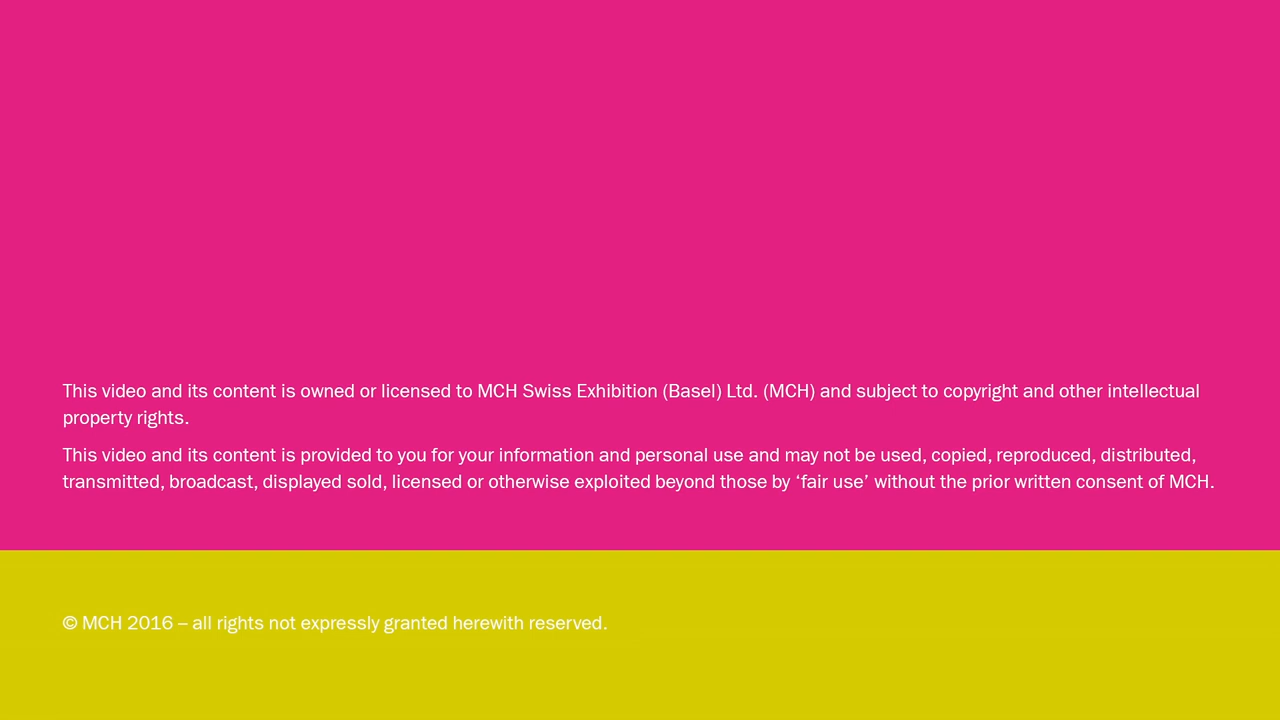 This video and its content is owned or licensed to MCH Swiss Exhibition (Basel) Ltd. (MCH) and subject to copyright and other intellectual
property rights.
This video and its content is provided to you for your information and personal use and may not be used, copied, reproduced, distributed,
transmitted, broadcast, displayed sold, licensed or otherwise exploited beyond those by ‘fair use’ without the prior written consent of MCH.
© MCH 2016 – all rights not expressly granted herewith reserved.